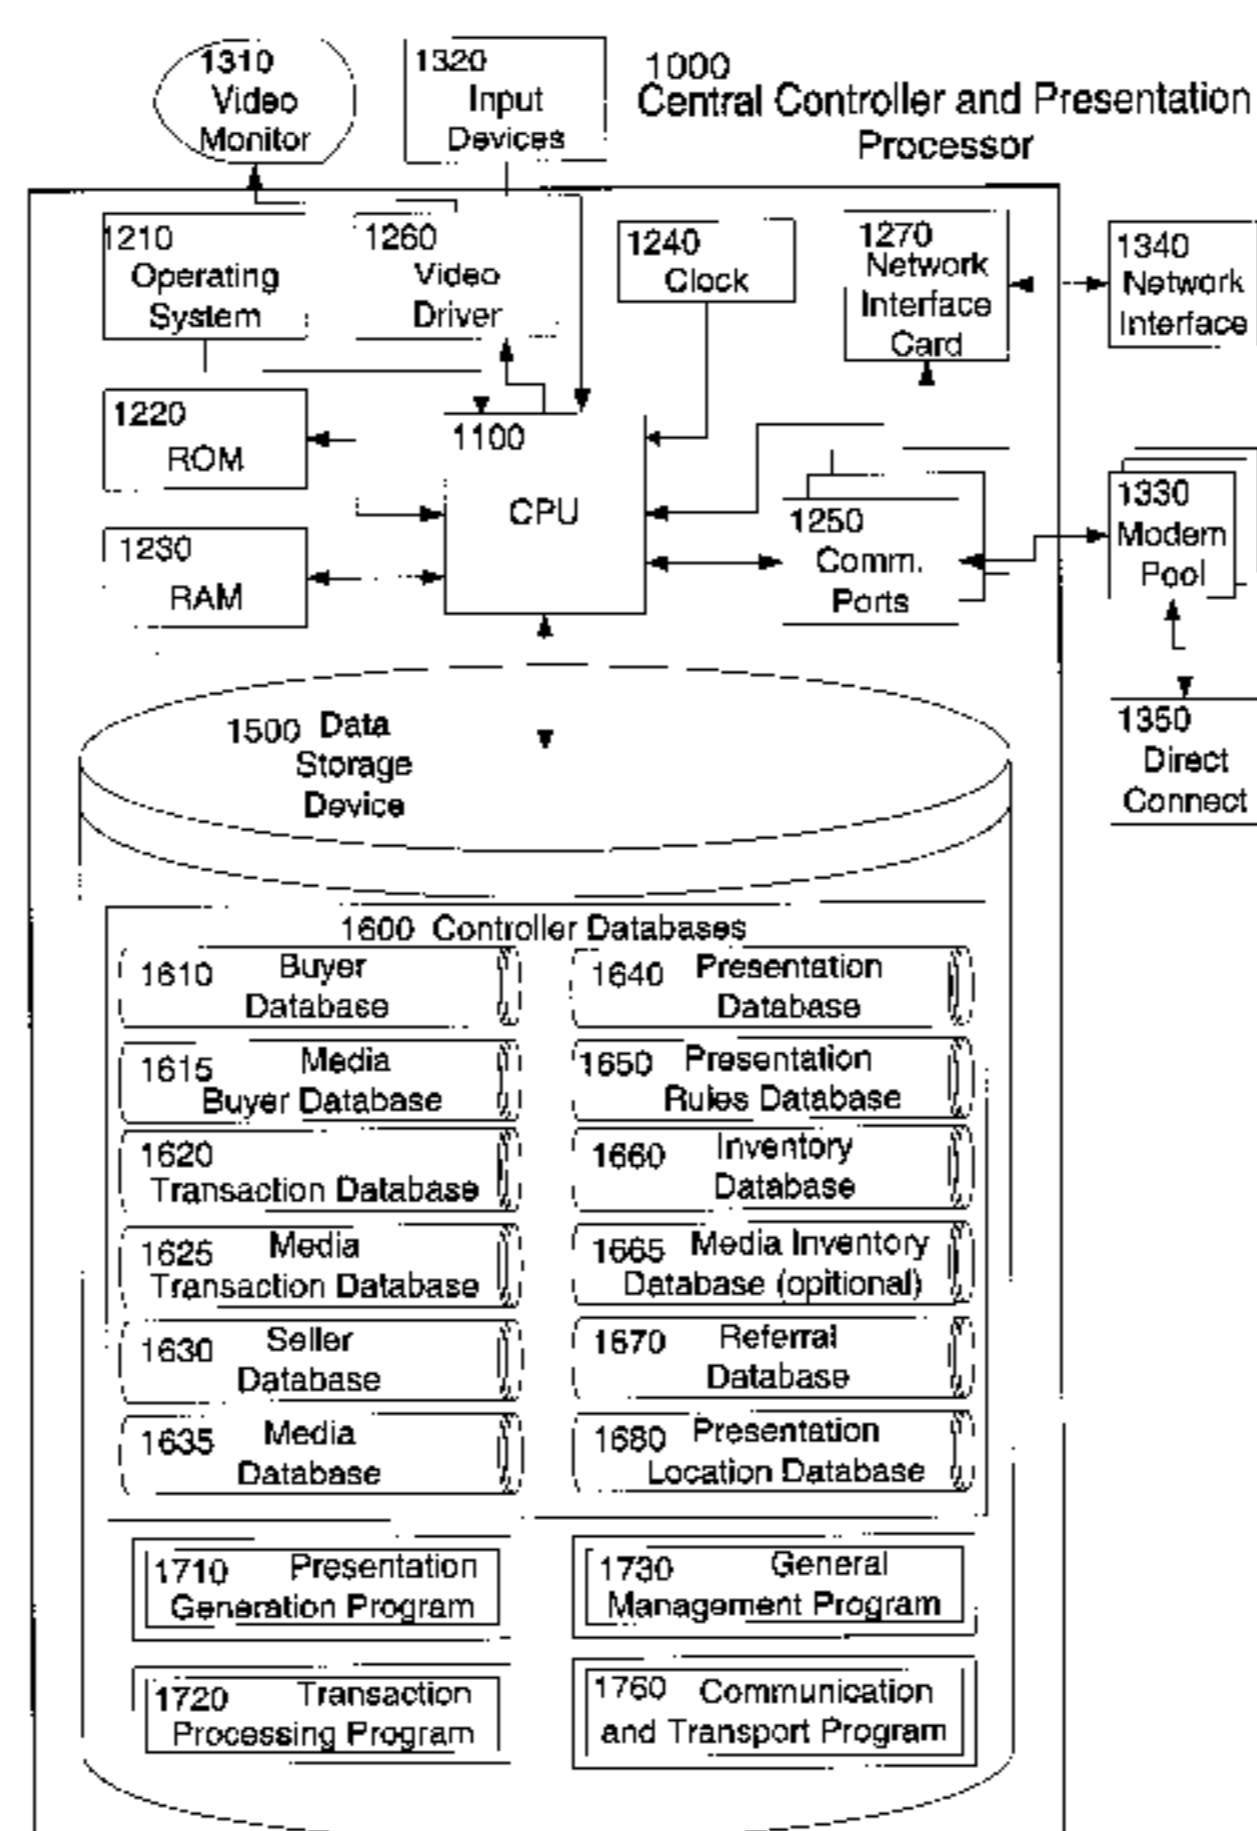 1310
Video
Monitor
1320
Input
Devices
1000
Central Controller and Presentation
Processor
1210
Operating
System
1260
Video
Driver
1240
Clock
1270
Network
Interface
Card
1340
Network
Interface
1220
ROM
1100
CPU
1230
RAM
1250
Comm.
Ports
1330
Modem
Pool
1350
Direct
Connect
1500 Data
Storage
Device
1600 Controller Databases
1610 Buyer
Database
1615 Media
Buyer Database
1620
Transaction Database
1625 Media
Transaction Database
1630 Seller
Database
1635 Media
Database
1640 Presentation
Database
1650 Presentation
Rules Database
1660 Inventory
Database
1665 Media Inventory
Database (opitional)
1670 Referral
Database
1680 Presentation
Location Database
1710 Presentation
Generation Program
1730 General
Management Program
1720 Transaction
Processing Program
1760 Communication
and Transport Program